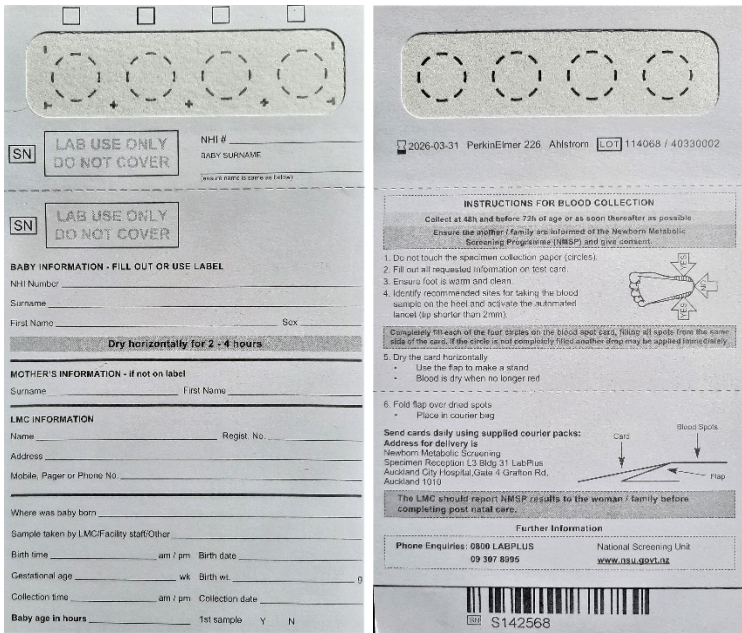 SN
LAB USE ONLY
DO NOT COVER
NHI #
BABY SURNAME
(ensure name is same as below)
SN
LAB USE ONLY
DO NOT COVER
BABY INFORMATION - FILL OUT OR USE LABEL
NHI Number
Surname
First Name Sex
Dry horizontally for 2 - 4 hours
MOTHER'S INFORMATION - if not on label
Surname First Name
LMC INFORMATION
Name Regist. No.
Address
Mobile, Pager or Phone No
Where was baby born
Sample taken by LMC/Facility staff/Other
Birth time am / pm Birth date
Gestational age wk Birth wt. g
Collection time am / pm Collection date
Baby age in hours 1st sample Y N
2026-03-31 PerkinElmer 226 Ahlstrom LOT 114068 / 40330002
INSTRUCTIONS FOR BLOOD COLLECTION
Collect at 48h and before 72h of age or as soon thereafter as possible
Ensure the mother / family are informed of the Newborn Metabolic
Screening Programme (NMSP) and give consent.
1. Do not touch the specimen collection paper (circles).
2. Fill out all requested information on test card.
3. Ensure foot is warm and clean.
4. Identify recommended sites for taking the blood
sample on the heel and activate the automated
lancet (tip shorter than 2mm).
YES
NO
YES
Completely fill each of the four circles on the blood spot card, filling all spots from the same
side of the card. If the circle is not completely filled another drop may be applied immediately.
5. Dry the card horizontally
• Use the flap to make a stand
• Blood is dry when no longer red
6. Fold flap over dried spots
• Place in courier bag
Send cards daily using supplied courier packs:
Address for delivery is
Newborn Metabolic Screening
Specimen Reception L3 Bldg 31 LabPlus
Auckland City Hospital,Gate 4 Grafton Rd,
Auckland 1010
Card
Blood Spots
Flap
The LMC should report NMSP results to the woman / family before
completing post natal care.
Further Information
Phone Enquiries: 0800 LABPLUS
09 307 8995
National Screening Unit
www.nsu.govt.nz
SN S142568